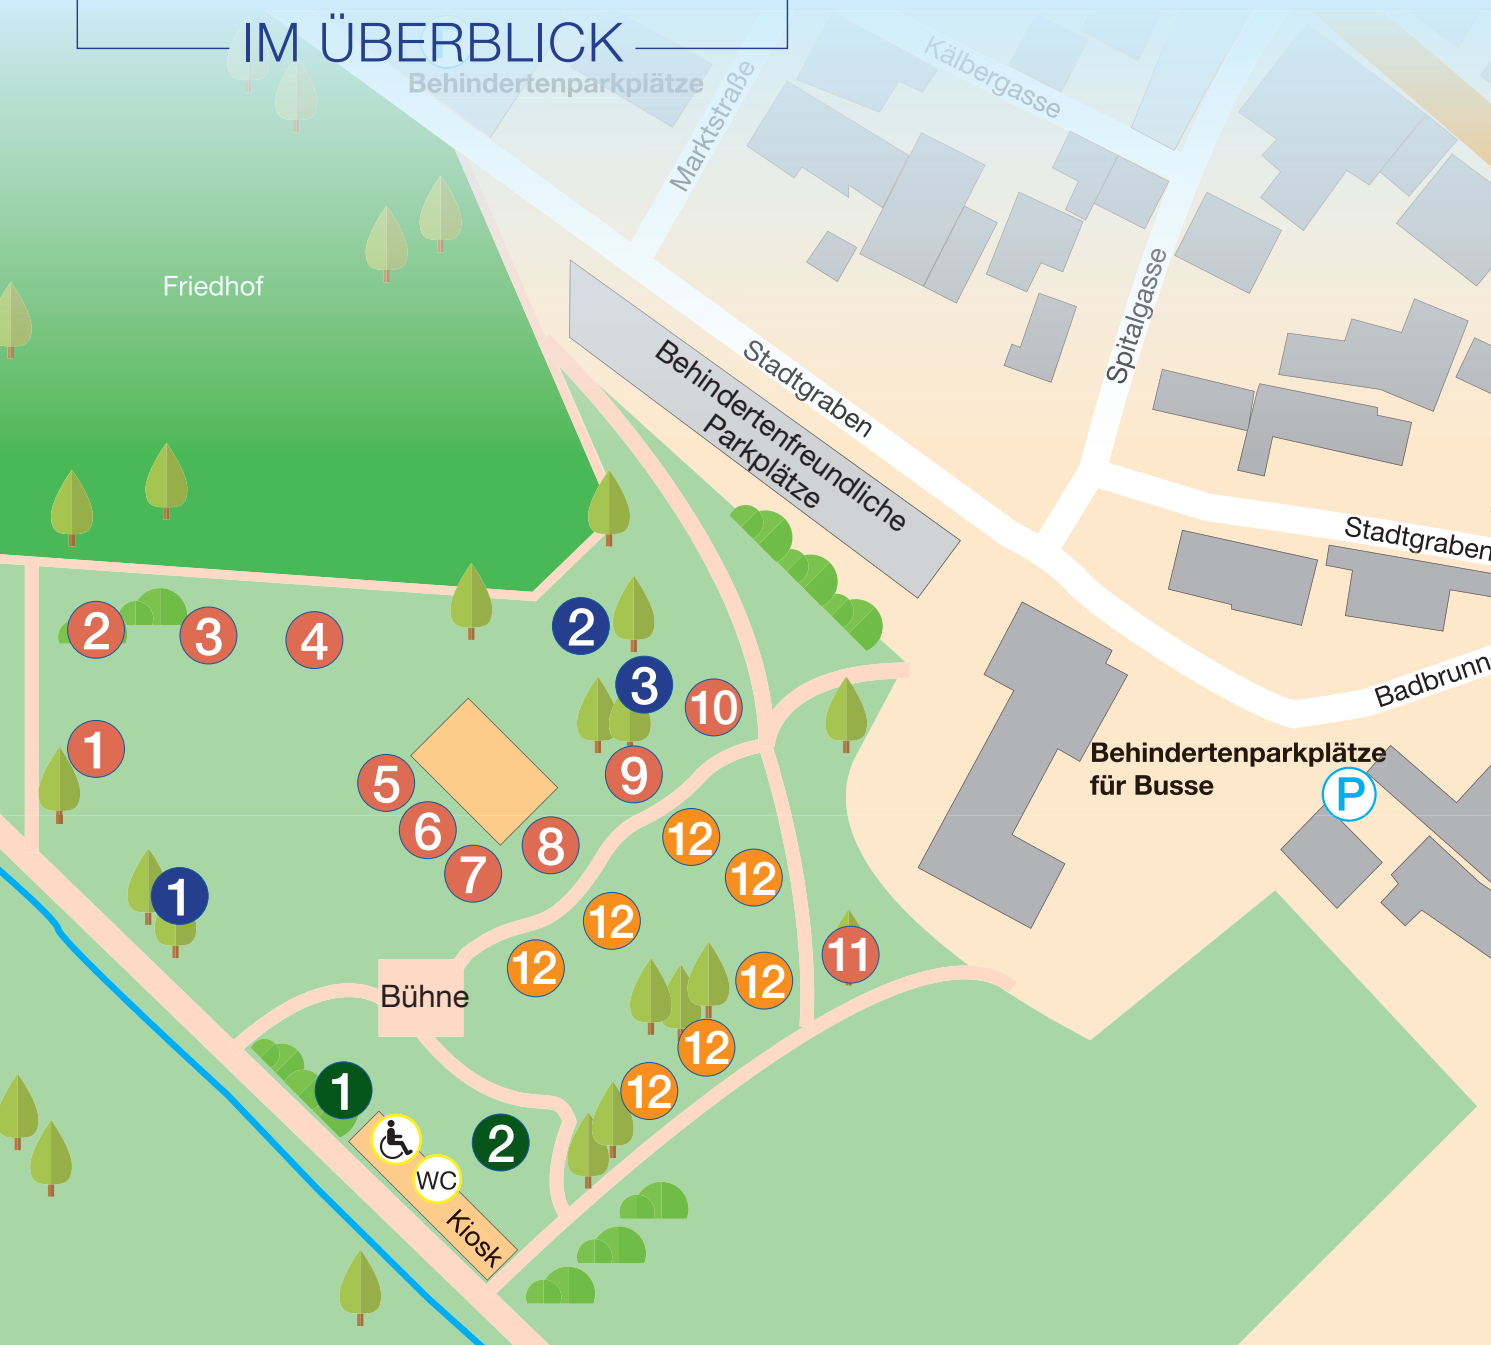 IM ÜBERBLICK
Behindertenparkplätze
Marktstraße
Kälbergasse
Friedhof
Spitalgasse
Stadtgraben
Behindertenfreundliche
Parkplätze
Stadtgraben
Badbrunn
Behindertenparkplätze
für Busse
P
2
3
4
2
3
10
1
5
9
6
7
8
12
12
1
12
11
12
12
Bühne
12
1
12
2
WC
Kiosk